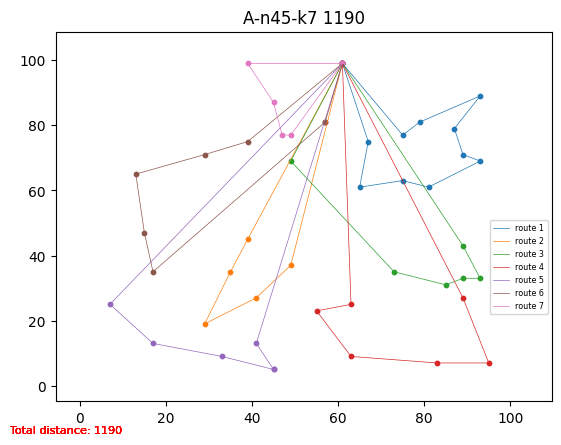 A-n45-k7 1190
100
80
60
40
20
0
route 1
route 2
route 3
route 4
route 5
route 6
route 7
0 20 40 60 80 100
Total distance: 1190